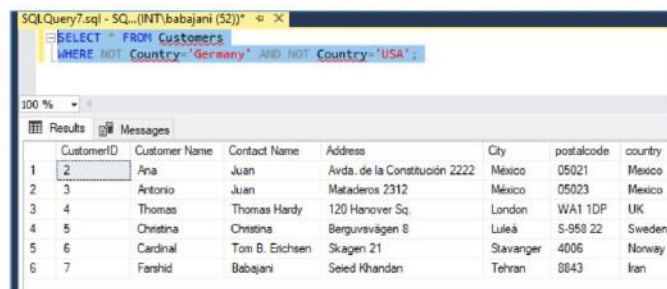 SQLQuery7.sql - SQ...(INT\babajani (52))*
SELECT * FROM Customers
WHERE NOT Country='Germany' AND NOT Country='USA';
100 %
Results Messages
CustomerID Customer Name Contact Name Address City postalcode country
1 2 Ana Juan Avda. de la Constitución 2222 México 05021 Mexico
2 3 Antonio Juan Mataderos 2312 México 05023 Mexico
3 4 Thomas Thomas Hardy 120 Hanover Sq. London WA1 1DP UK
4 5 Christina Christina Berguvsvägen 8 Luleå S-958 22 Sweden
5 6 Cardinal Tom B. Erichsen Skagen 21 Stavanger 4006 Norway
6 7 Farshid Babajani Seied Khandan Tehran 8843 Iran